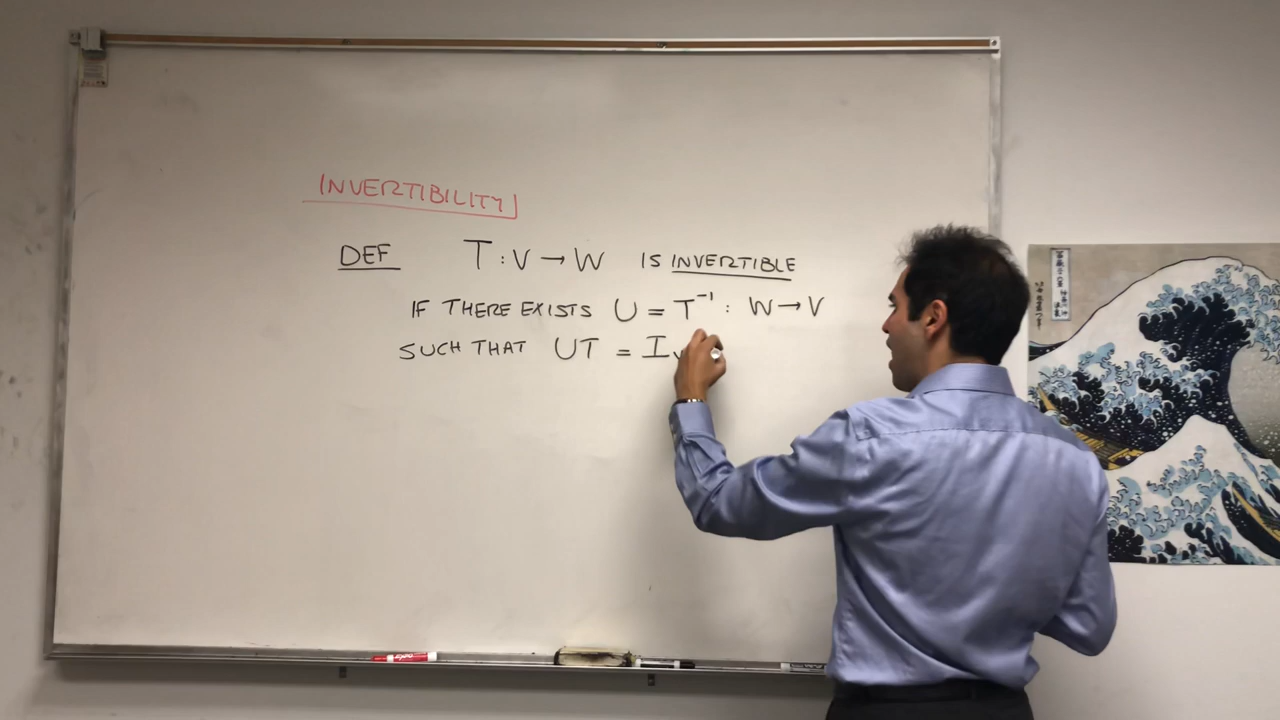 INVERTIBILITY
DEF T : V → W IS INVERTIBLE
IF THERE EXISTS U = T⁻¹ : W → V
SUCH THAT UT = I